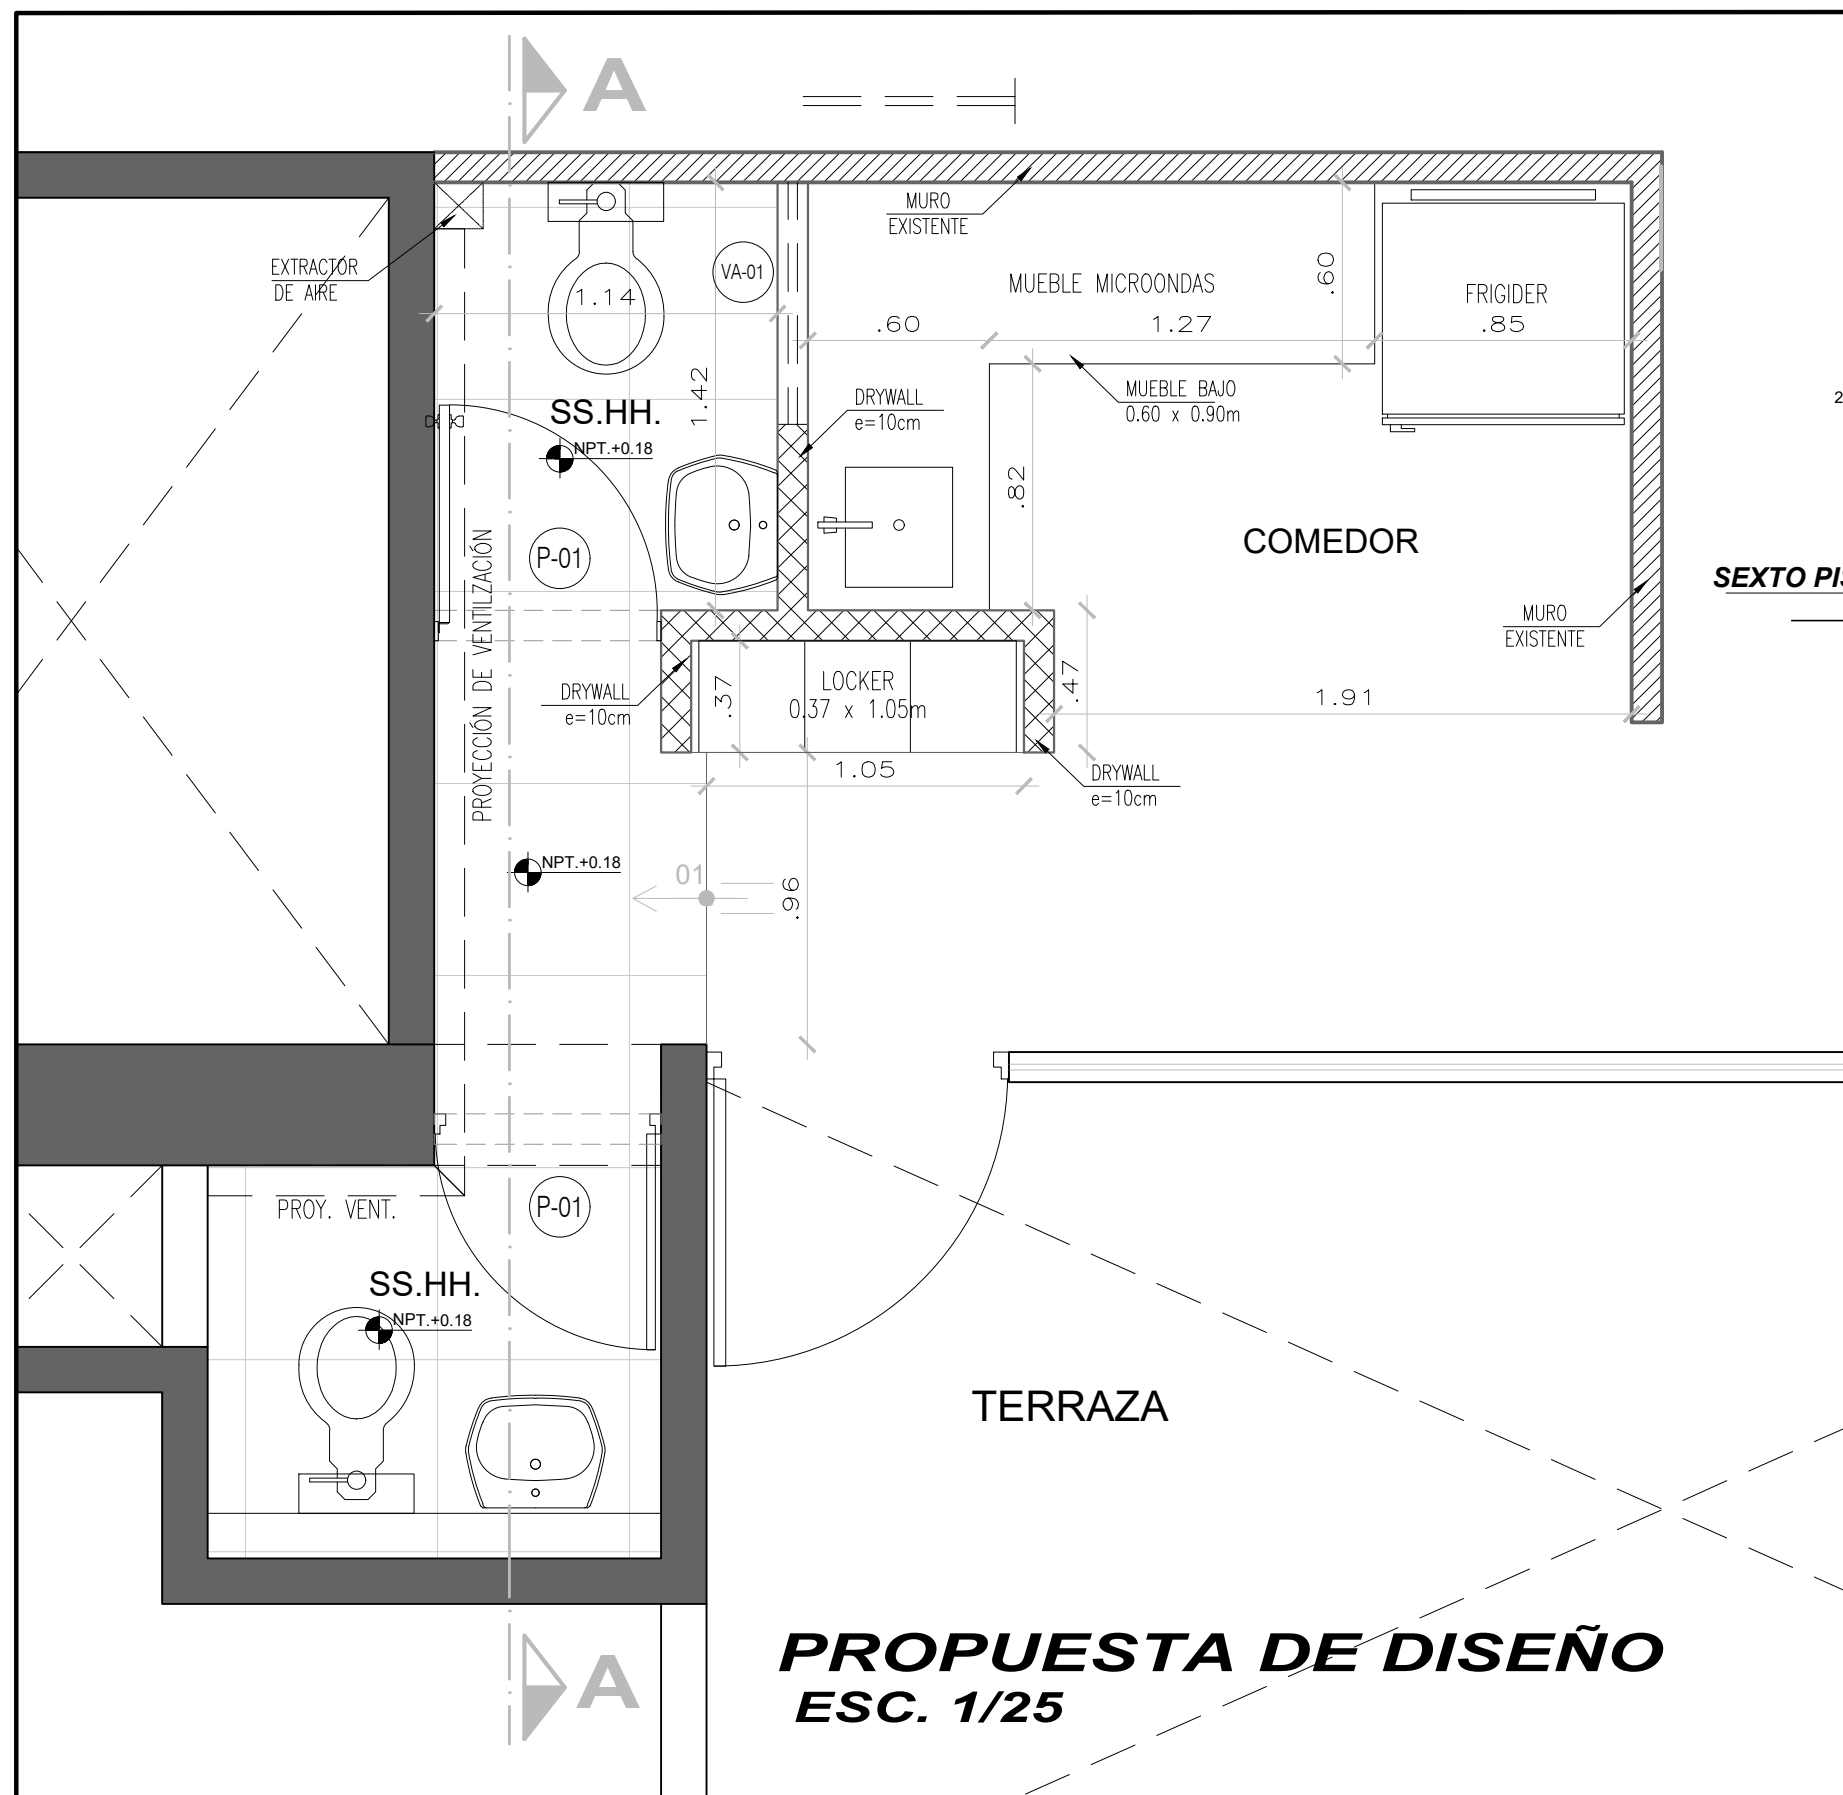 A
MURO
EXISTENTE
EXTRACTOR
DE AIRE
VA-01
1.14
MUEBLE MICROONDAS
.60
FRIGIDER
.85
.60
1.27
1.42
MUEBLE BAJO
0.60 x 0.90m
DRYWALL
e=10cm
SS.HH.
NPT.+0.18
2
.82
COMEDOR
P-01
SEXTO PIS
PROYECCIÓN DE VENTILZACIÓN
MURO
EXISTENTE
DRYWALL
e=10cm
.37
LOCKER
0.37 x 1.05m
.47
1.91
1.05
DRYWALL
e=10cm
NPT.+0.18
01
.96
P-01
PROY. VENT.
SS.HH.
NPT.+0.18
TERRAZA
PROPUESTA DE DISEÑO
ESC. 1/25
A